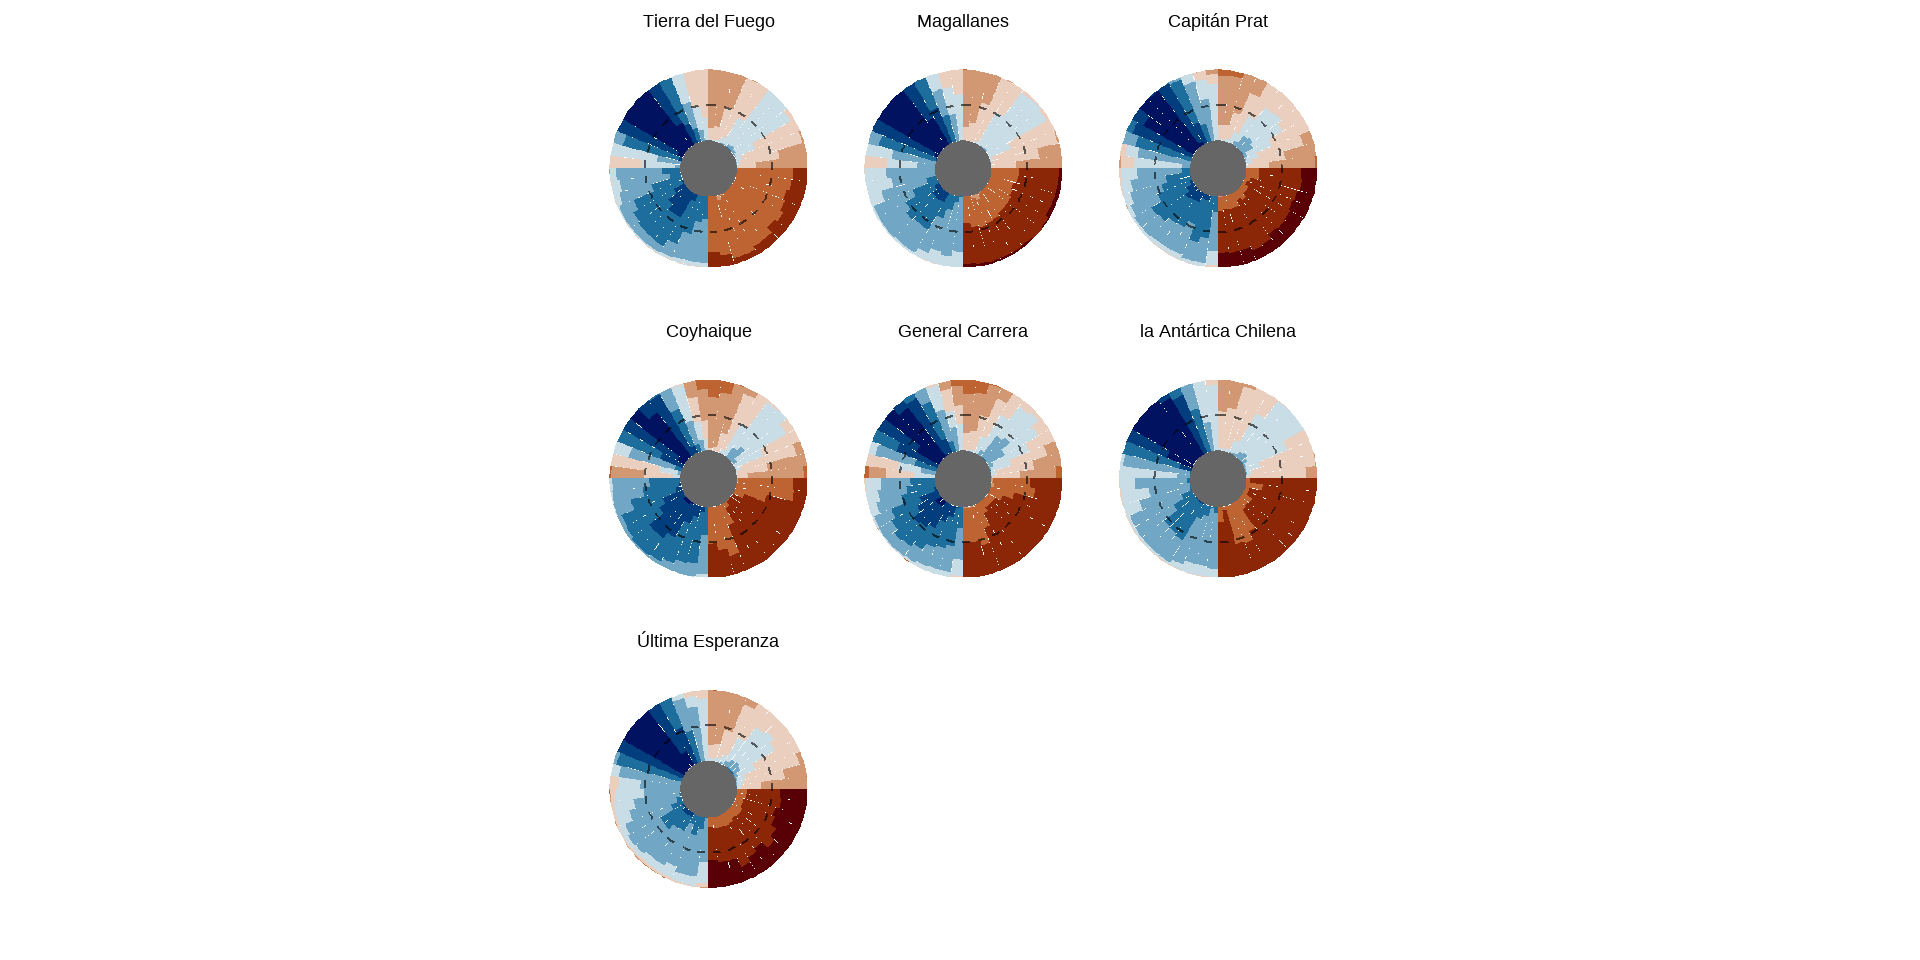 Tierra del Fuego
Magallanes
Capitán Prat
Coyhaique
General Carrera
la Antártica Chilena
Última Esperanza